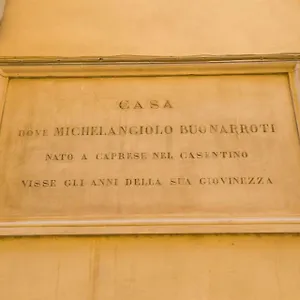 CASA
DOVE MICHELANGIOLO BUONARROTI
NATO A CAPRESE NEL CASENTINO
VISSE GLI ANNI DELLA SUA GIOVINEZZA